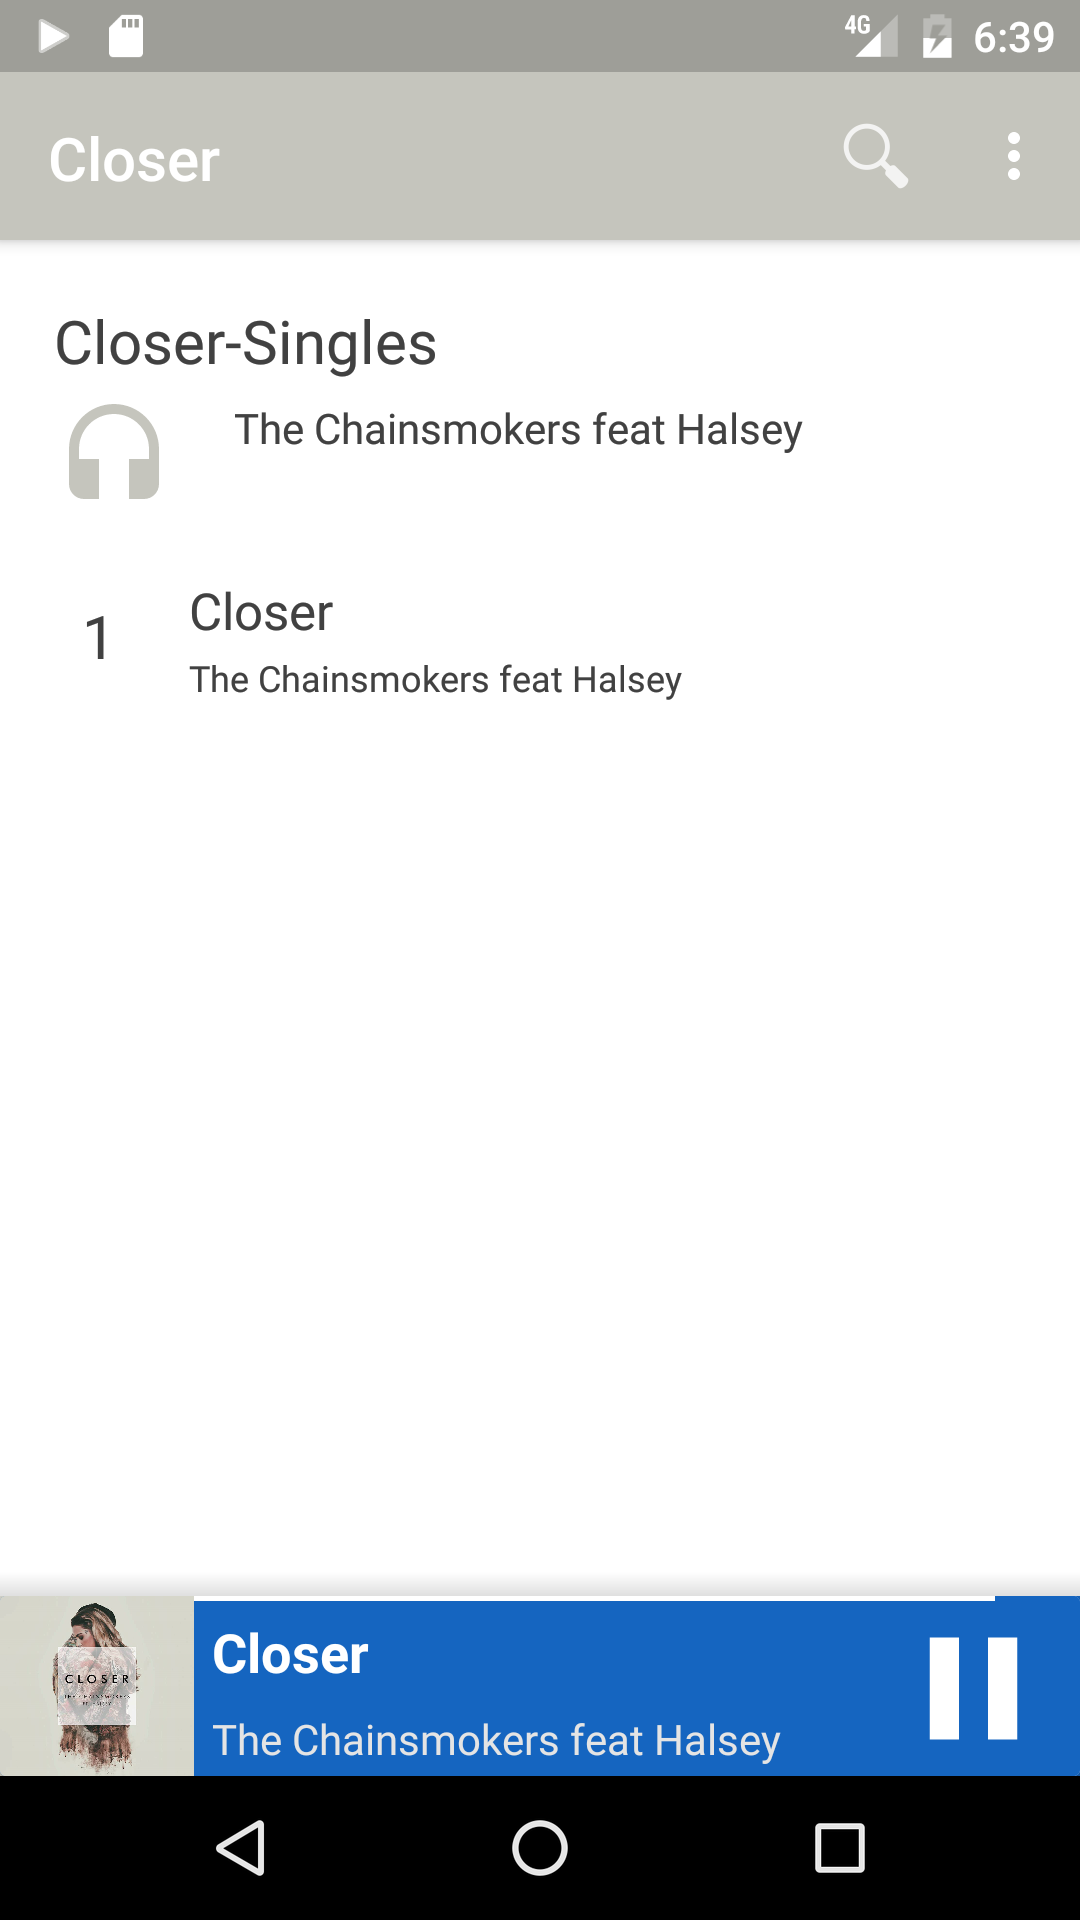 4G 6:39
Closer
Closer-Singles
The Chainsmokers feat Halsey
1
Closer
The Chainsmokers feat Halsey
CLOSER
Closer
The Chainsmokers feat Halsey